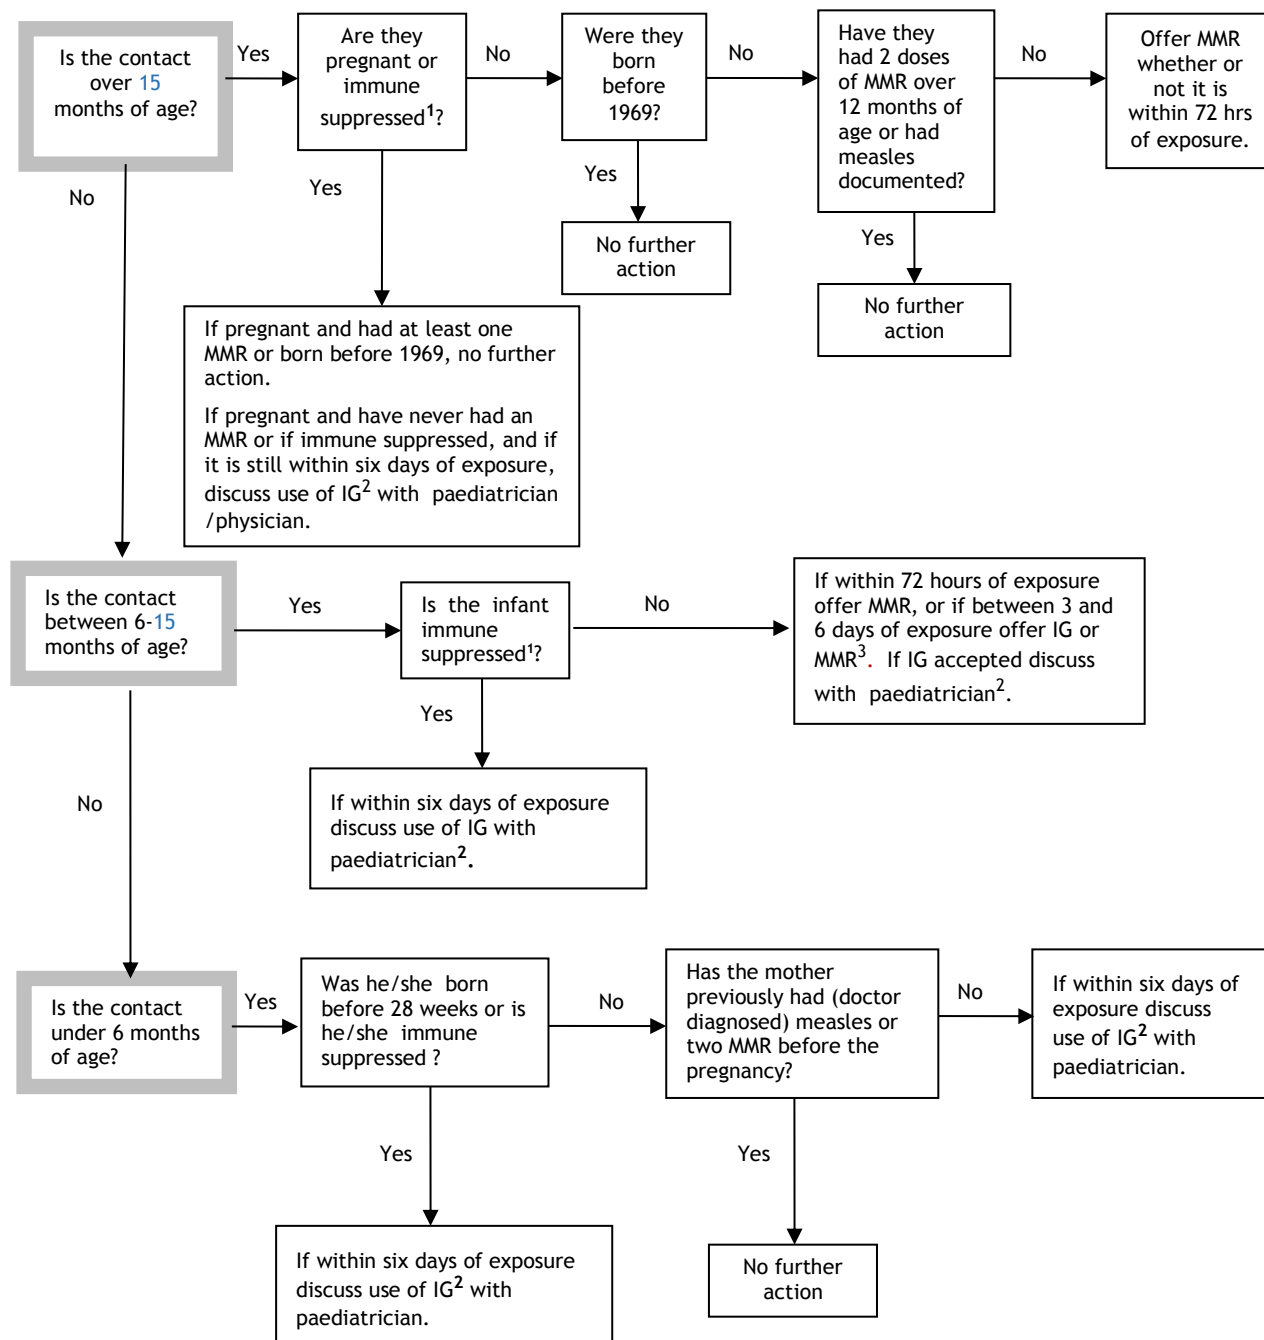 Is the contact
over 15
months of age?
Yes
Are they
pregnant or
immune
suppressed¹?
No
Were they
born
before
1969?
No
Have they
had 2 doses
of MMR over
12 months of
age or had
measles
documented?
No
Offer MMR
whether or
not it is
within 72 hrs
of exposure.
No
Yes
Yes
No further
action
Yes
No further
action
If pregnant and had at least one
MMR or born before 1969, no further
action.
If pregnant and have never had an
MMR or if immune suppressed, and if
it is still within six days of exposure,
discuss use of IG² with paediatrician
/physician.
Is the contact
between 6-15
months of age?
Yes
Is the infant
immune
suppressed¹?
No
If within 72 hours of exposure
offer MMR, or if between 3 and
6 days of exposure offer IG or
MMR³. If IG accepted discuss
with paediatrician².
Yes
No
If within six days of exposure
discuss use of IG with
paediatrician².
Is the contact
under 6 months
of age?
Yes
Was he/she born
before 28 weeks or is
he/she immune
suppressed ?
No
Has the mother
previously had (doctor
diagnosed) measles or
two MMR before the
pregnancy?
No
If within six days of
exposure discuss
use of IG² with
paediatrician.
Yes
Yes
If within six days of exposure
discuss use of IG² with
paediatrician.
No further
action